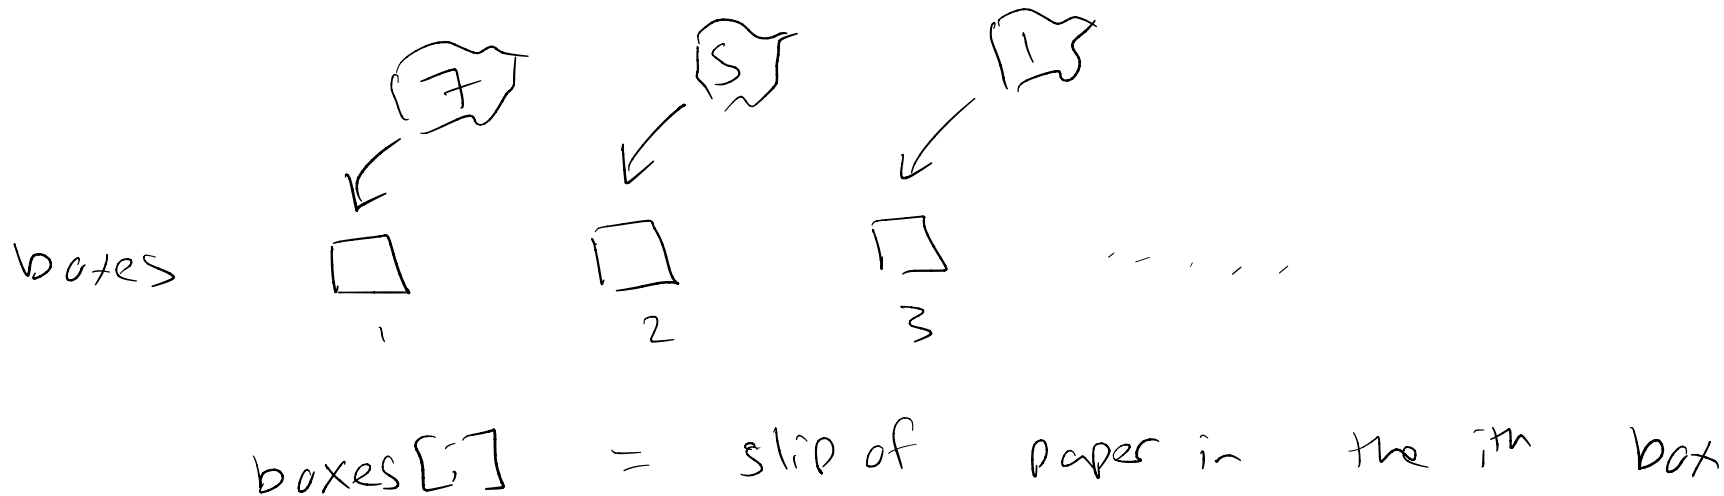 7 5 1
boxes
1 2 3
boxes[i] = slip of paper in the ith box